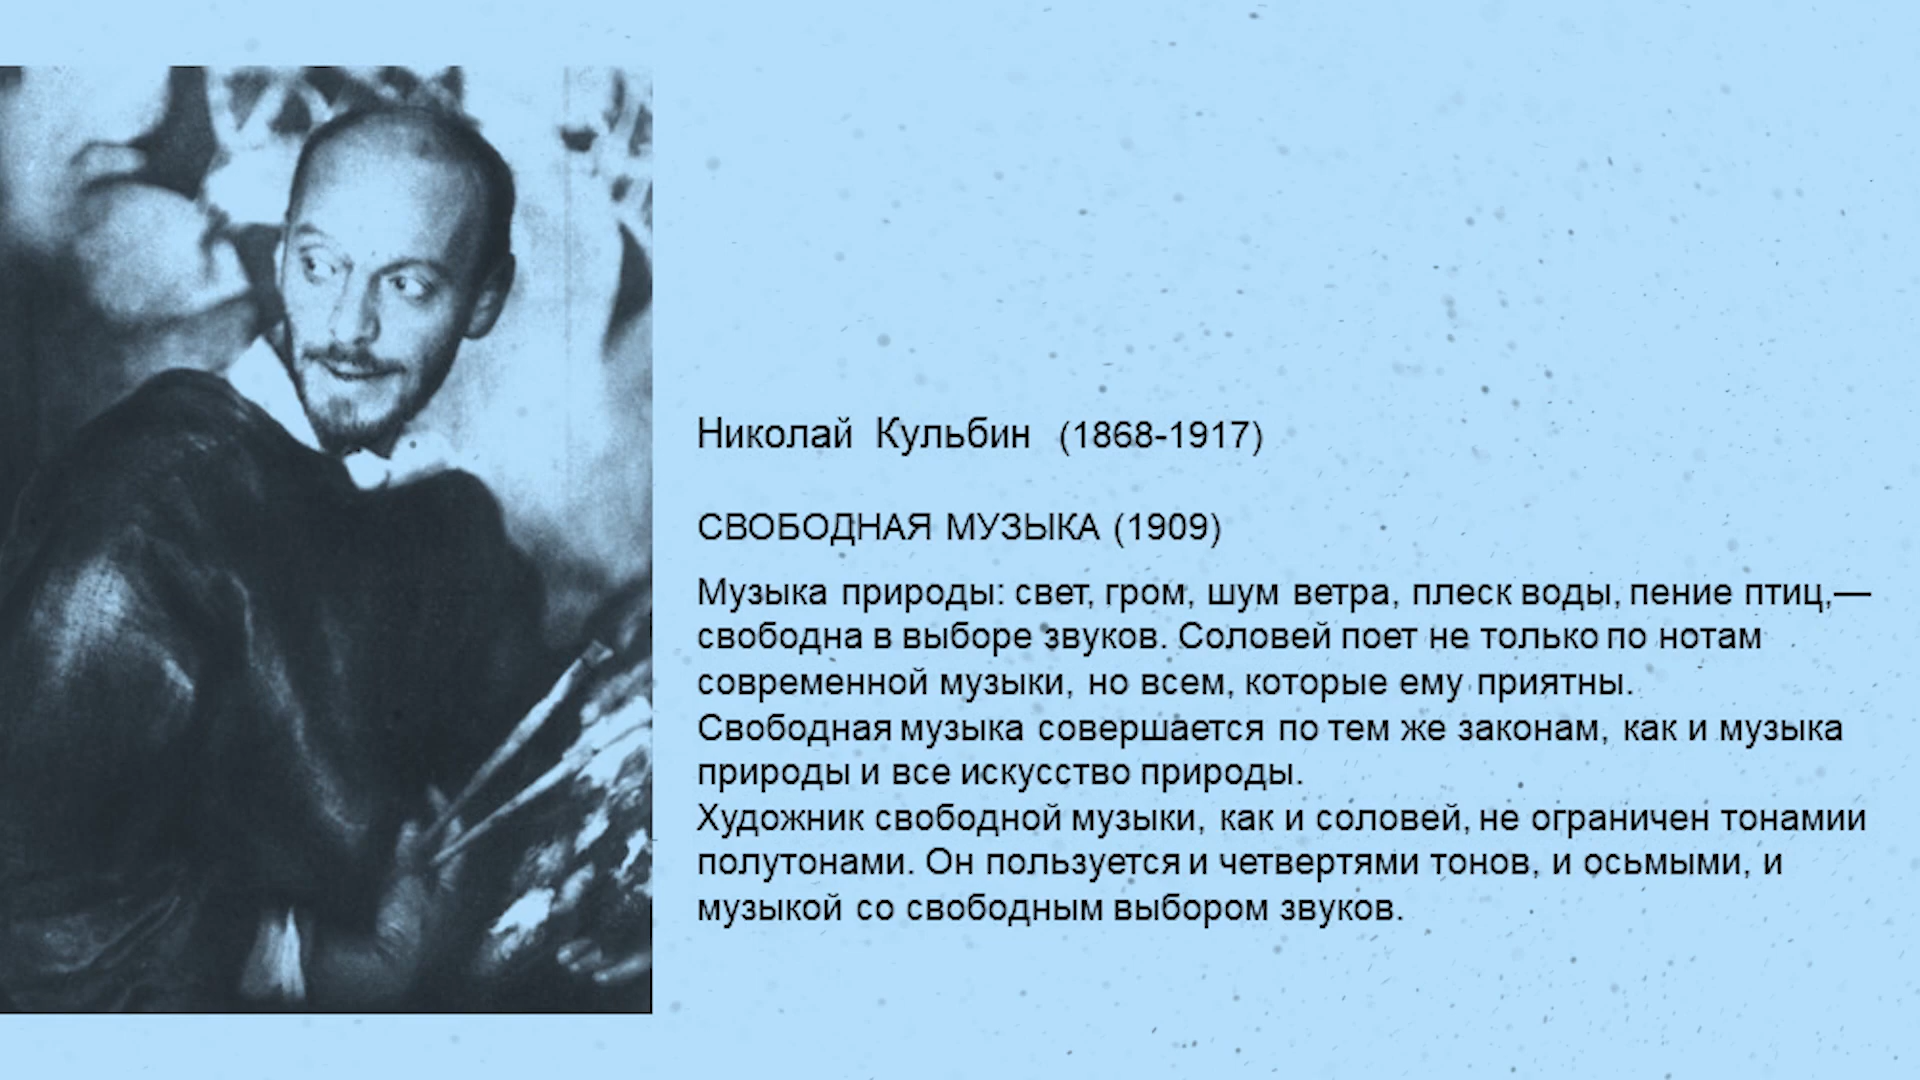 Николай Кульбин (1868-1917)
СВОБОДНАЯ МУЗЫКА (1909)
Музыка природы: свет, гром, шум ветра, плеск воды, пение птиц,—
свободна в выборе звуков. Соловей поет не только по нотам
современной музыки, но всем, которые ему приятны.
Свободная музыка совершается по тем же законам, как и музыка
природы и все искусство природы.
Художник свободной музыки, как и соловей, не ограничен тонамии
полутонами. Он пользуется и четвертями тонов, и осьмыми, и
музыкой со свободным выбором звуков.